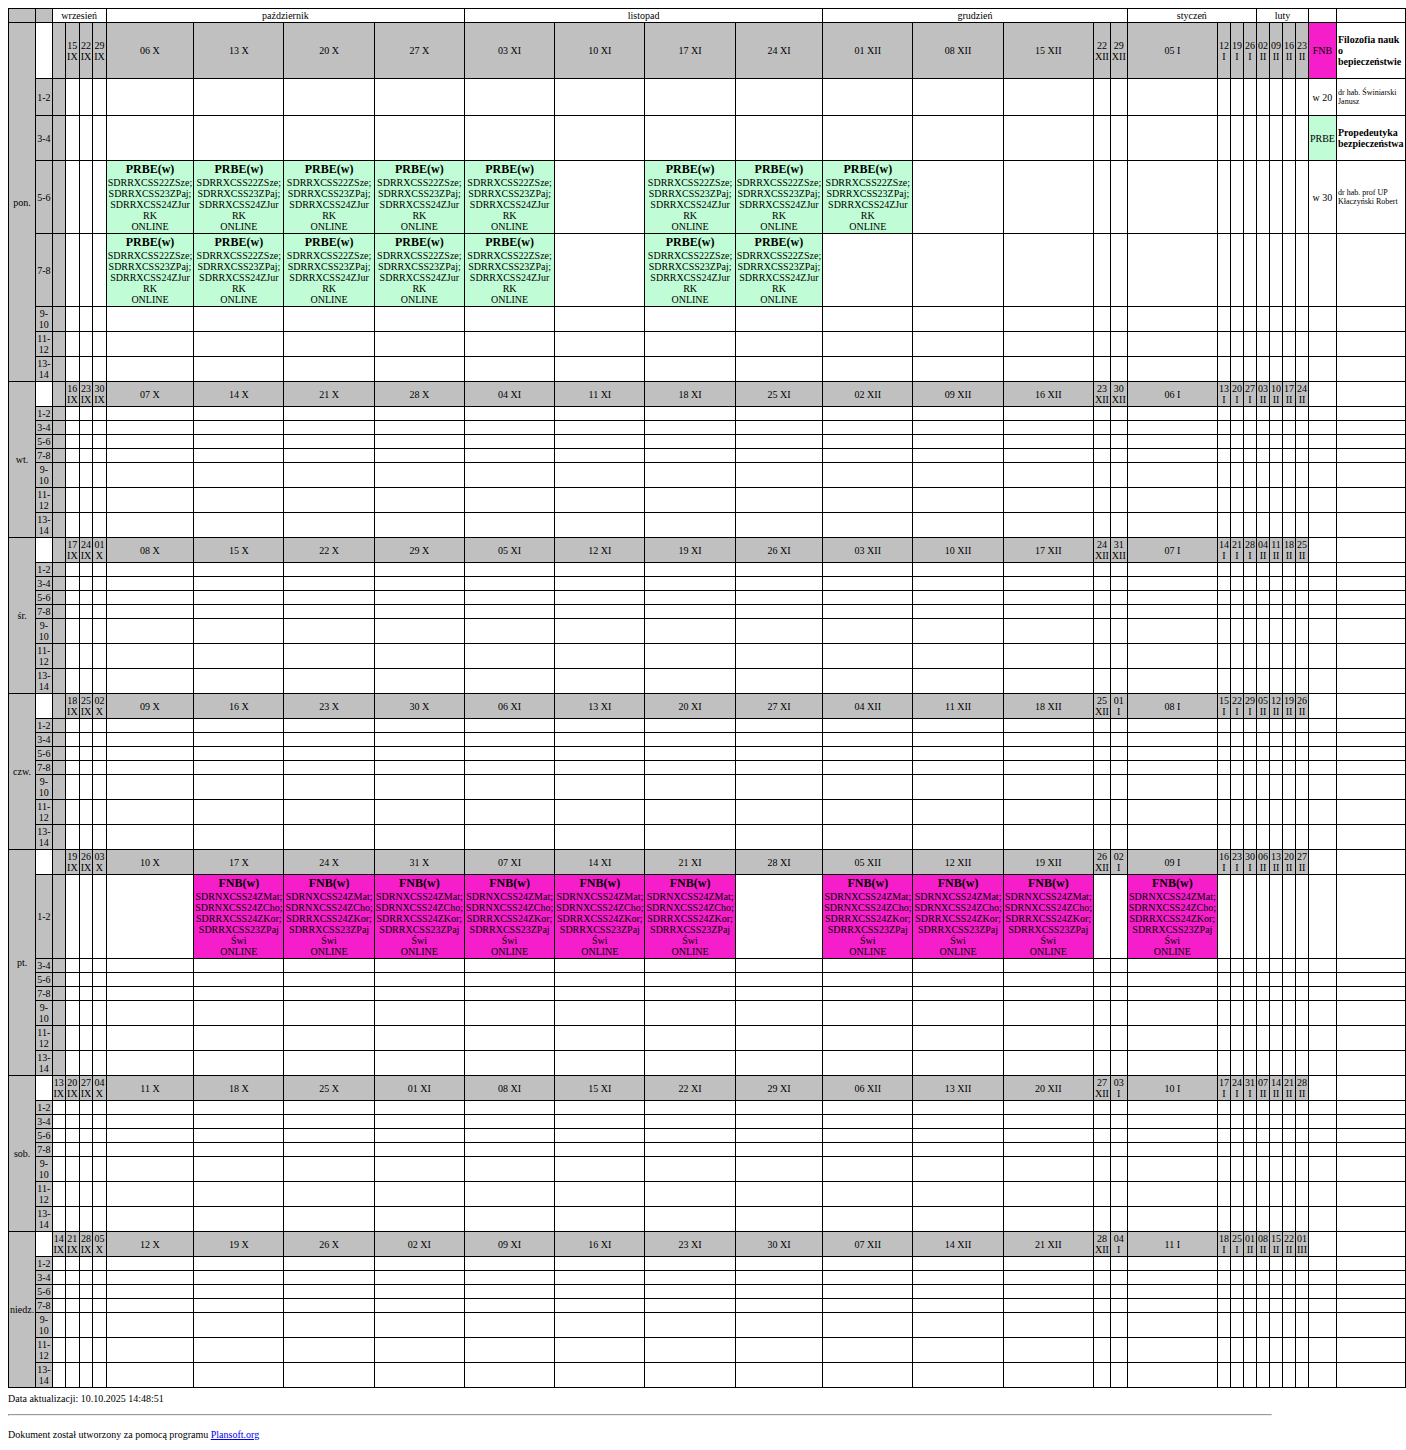 wrzesień październik listopad grudzień styczeń luty
pon. 15 IX 22 IX 29 IX 06 X 13 X 20 X 27 X 03 XI 10 XI 17 XI 24 XI 01 XII 08 XII 15 XII 22 XII 29 XII 05 I 12 I 19 I 26 I 02 II 09 II 16 II 23 II FNB Filozofia nauk o bepieczeństwie
1-2 w 20 dr hab. Świniarski Janusz
3-4 PRBE Propedeutyka bezpieczeństwa
5-6 w 30 dr hab. prof UP Kłaczyński Robert
PRBE(w) PRBE(w) PRBE(w) PRBE(w) PRBE(w) PRBE(w) PRBE(w) PRBE(w)
SDRRXCSS22ZSze; SDRRXCSS22ZSze; SDRRXCSS22ZSze; SDRRXCSS22ZSze; SDRRXCSS22ZSze; SDRRXCSS22ZSze; SDRRXCSS22ZSze; SDRRXCSS22ZSze;
SDRRXCSS23ZPaj; SDRRXCSS23ZPaj; SDRRXCSS23ZPaj; SDRRXCSS23ZPaj; SDRRXCSS23ZPaj; SDRRXCSS23ZPaj; SDRRXCSS23ZPaj; SDRRXCSS23ZPaj;
SDRRXCSS24ZJur SDRRXCSS24ZJur SDRRXCSS24ZJur SDRRXCSS24ZJur SDRRXCSS24ZJur SDRRXCSS24ZJur SDRRXCSS24ZJur SDRRXCSS24ZJur
RK RK RK RK RK RK RK RK
ONLINE ONLINE ONLINE ONLINE ONLINE ONLINE ONLINE ONLINE
7-8
PRBE(w) PRBE(w) PRBE(w) PRBE(w) PRBE(w) PRBE(w) PRBE(w)
SDRRXCSS22ZSze; SDRRXCSS22ZSze; SDRRXCSS22ZSze; SDRRXCSS22ZSze; SDRRXCSS22ZSze; SDRRXCSS22ZSze; SDRRXCSS22ZSze;
SDRRXCSS23ZPaj; SDRRXCSS23ZPaj; SDRRXCSS23ZPaj; SDRRXCSS23ZPaj; SDRRXCSS23ZPaj; SDRRXCSS23ZPaj; SDRRXCSS23ZPaj;
SDRRXCSS24ZJur SDRRXCSS24ZJur SDRRXCSS24ZJur SDRRXCSS24ZJur SDRRXCSS24ZJur SDRRXCSS24ZJur SDRRXCSS24ZJur
RK RK RK RK RK RK RK
ONLINE ONLINE ONLINE ONLINE ONLINE ONLINE ONLINE
9-10
11-12
13-14
wt. 16 IX 23 IX 30 IX 07 X 14 X 21 X 28 X 04 XI 11 XI 18 XI 25 XI 02 XII 09 XII 16 XII 23 XII 30 XII 06 I 13 I 20 I 27 I 03 II 10 II 17 II 24 II
1-2
3-4
5-6
7-8
9-10
11-12
13-14
śr. 17 IX 24 IX 01 X 08 X 15 X 22 X 29 X 05 XI 12 XI 19 XI 26 XI 03 XII 10 XII 17 XII 24 XII 31 XII 07 I 14 I 21 I 28 I 04 II 11 II 18 II 25 II
1-2
3-4
5-6
7-8
9-10
11-12
13-14
czw. 18 IX 25 IX 02 X 09 X 16 X 23 X 30 X 06 XI 13 XI 20 XI 27 XI 04 XII 11 XII 18 XII 25 XII 01 I 08 I 15 I 22 I 29 I 05 II 12 II 19 II 26 II
1-2
3-4
5-6
7-8
9-10
11-12
13-14
pt. 19 IX 26 IX 03 X 10 X 17 X 24 X 31 X 07 XI 14 XI 21 XI 28 XI 05 XII 12 XII 19 XII 26 XII 02 I 09 I 16 I 23 I 30 I 06 II 13 II 20 II 27 II
1-2
FNB(w) FNB(w) FNB(w) FNB(w) FNB(w) FNB(w) FNB(w) FNB(w) FNB(w) FNB(w)
SDRNXCSS24ZMat; SDRNXCSS24ZMat; SDRNXCSS24ZMat; SDRNXCSS24ZMat; SDRNXCSS24ZMat; SDRNXCSS24ZMat; SDRNXCSS24ZMat; SDRNXCSS24ZMat; SDRNXCSS24ZMat; SDRNXCSS24ZMat;
SDRNXCSS24ZCho; SDRNXCSS24ZCho; SDRNXCSS24ZCho; SDRNXCSS24ZCho; SDRNXCSS24ZCho; SDRNXCSS24ZCho; SDRNXCSS24ZCho; SDRNXCSS24ZCho; SDRNXCSS24ZCho; SDRNXCSS24ZCho;
SDRRXCSS24ZKor; SDRRXCSS24ZKor; SDRRXCSS24ZKor; SDRRXCSS24ZKor; SDRRXCSS24ZKor; SDRRXCSS24ZKor; SDRRXCSS24ZKor; SDRRXCSS24ZKor; SDRRXCSS24ZKor; SDRRXCSS24ZKor;
SDRRXCSS23ZPaj SDRRXCSS23ZPaj SDRRXCSS23ZPaj SDRRXCSS23ZPaj SDRRXCSS23ZPaj SDRRXCSS23ZPaj SDRRXCSS23ZPaj SDRRXCSS23ZPaj SDRRXCSS23ZPaj SDRRXCSS23ZPaj
Świ Świ Świ Świ Świ Świ Świ Świ Świ Świ
ONLINE ONLINE ONLINE ONLINE ONLINE ONLINE ONLINE ONLINE ONLINE ONLINE
3-4
5-6
7-8
9-10
11-12
13-14
sob. 13 IX 20 IX 27 IX 04 X 11 X 18 X 25 X 01 XI 08 XI 15 XI 22 XI 29 XI 06 XII 13 XII 20 XII 27 XII 03 I 10 I 17 I 24 I 31 I 07 II 14 II 21 II 28 II
1-2
3-4
5-6
7-8
9-10
11-12
13-14
niedz. 14 IX 21 IX 28 IX 05 X 12 X 19 X 26 X 02 XI 09 XI 16 XI 23 XI 30 XI 07 XII 14 XII 21 XII 28 XII 04 I 11 I 18 I 25 I 01 II 08 II 15 II 22 II 01 III
1-2
3-4
5-6
7-8
9-10
11-12
13-14
Data aktualizacji: 10.10.2025 14:48:51
Dokument został utworzony za pomocą programu Plansoft.org